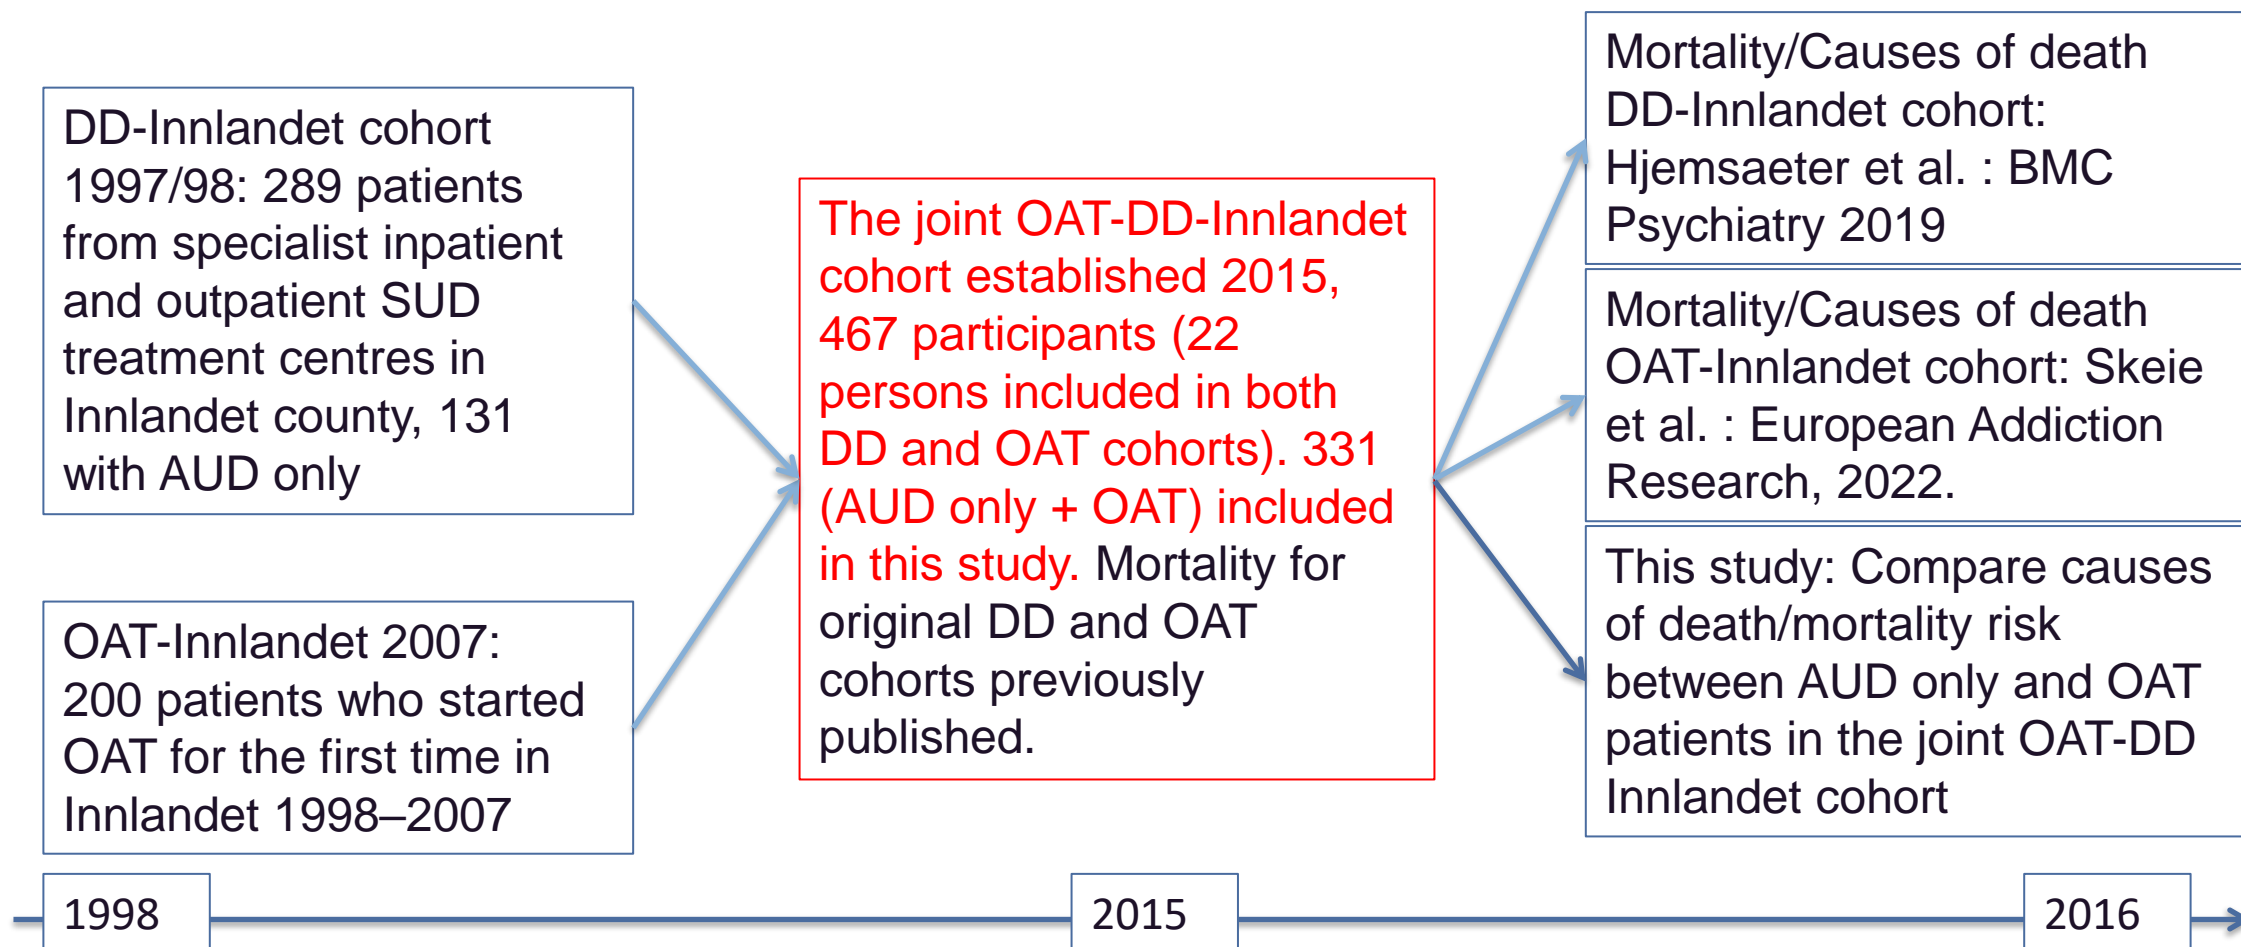 DD-Innlandet cohort
1997/98: 289 patients
from specialist inpatient
and outpatient SUD
treatment centres in
Innlandet county, 131
with AUD only
OAT-Innlandet 2007:
200 patients who started
OAT for the first time in
Innlandet 1998–2007
The joint OAT-DD-Innlandet
cohort established 2015,
467 participants (22
persons included in both
DD and OAT cohorts). 331
(AUD only + OAT) included
in this study. Mortality for
original DD and OAT
cohorts previously
published.
Mortality/Causes of death
DD-Innlandet cohort:
Hjemsaeter et al. : BMC
Psychiatry 2019
Mortality/Causes of death
OAT-Innlandet cohort: Skeie
et al. : European Addiction
Research, 2022.
This study: Compare causes
of death/mortality risk
between AUD only and OAT
patients in the joint OAT-DD
Innlandet cohort
1998
2015
2016